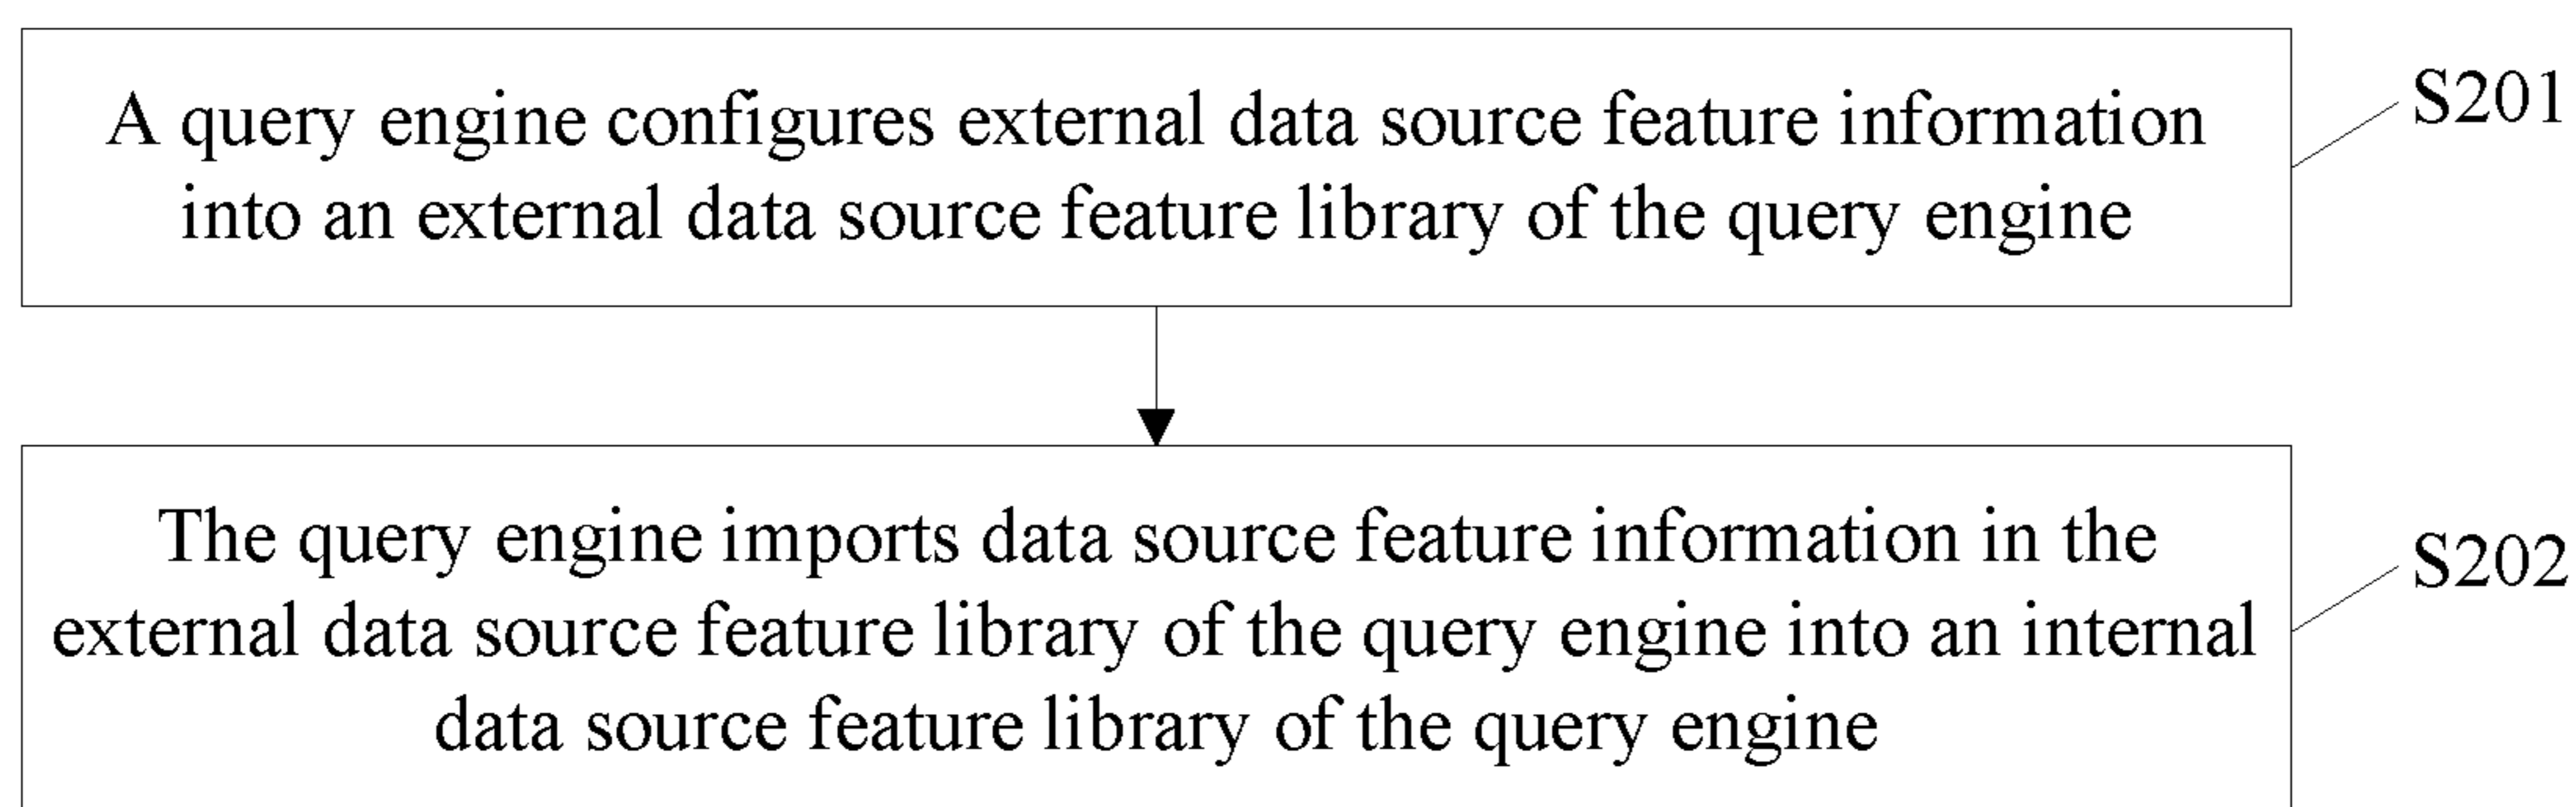 A query engine configures external data source feature information
into an external data source feature library of the query engine
S201
The query engine imports data source feature information in the
external data source feature library of the query engine into an internal
data source feature library of the query engine
S202